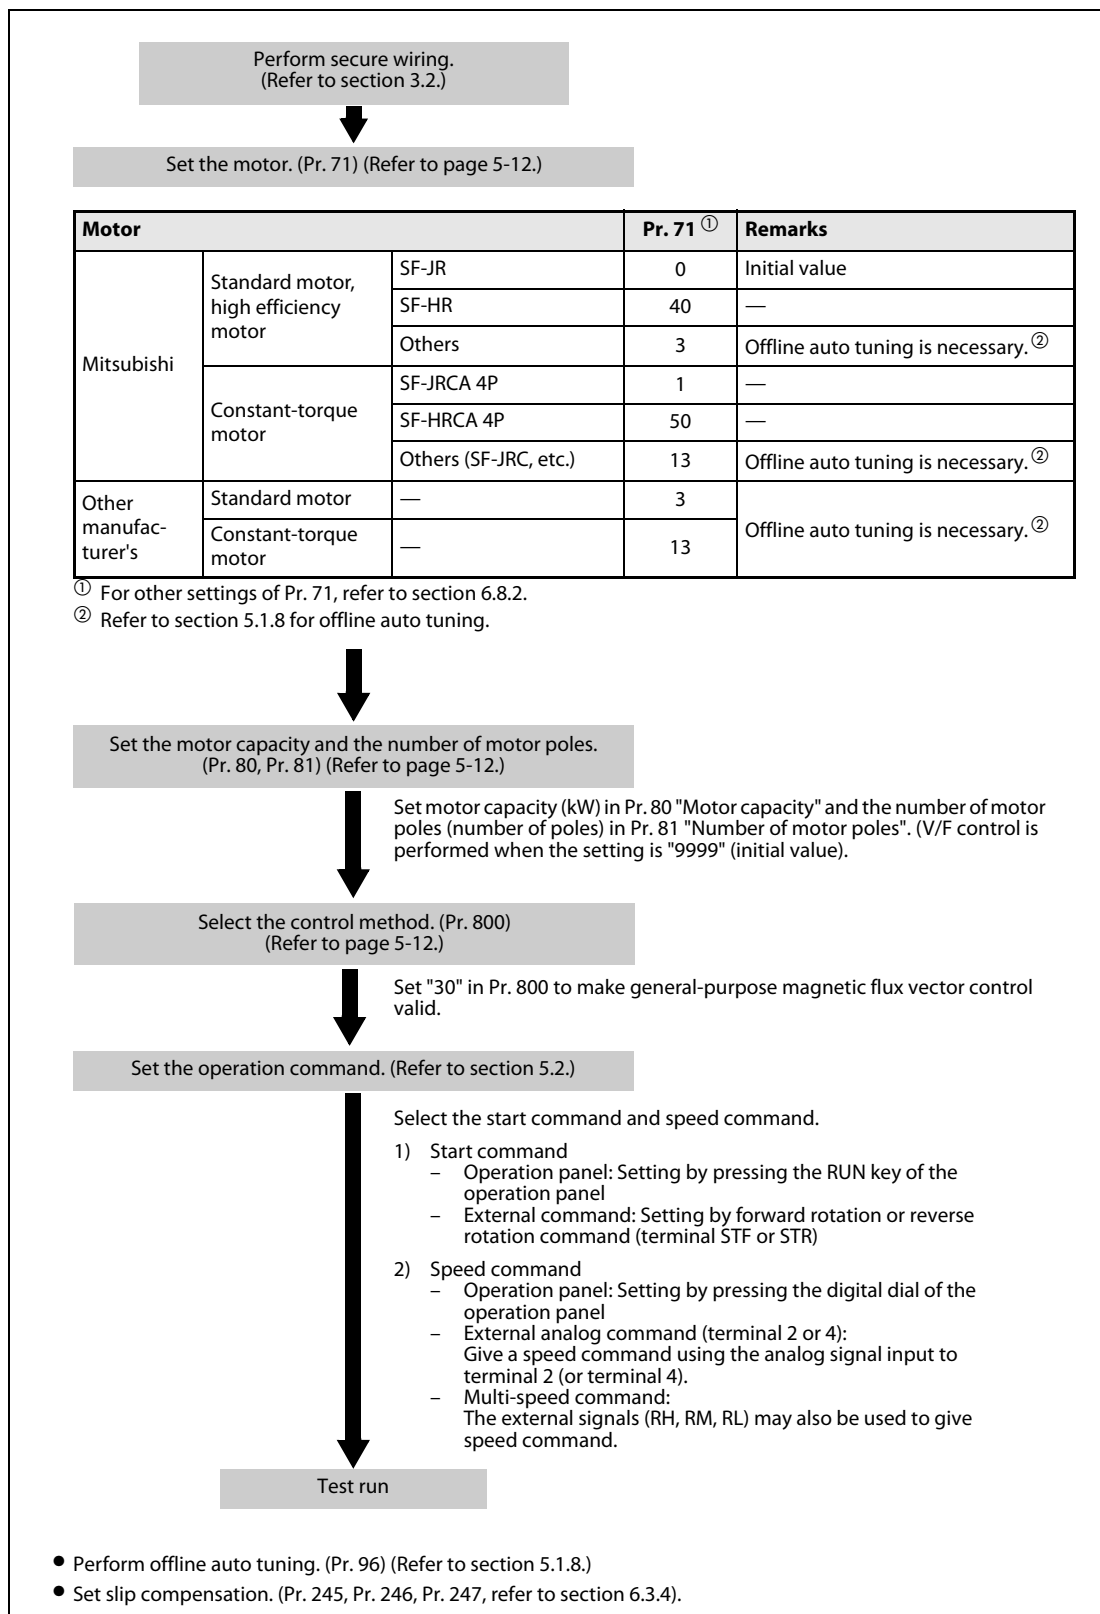 Perform secure wiring.
(Refer to section 3.2.)
Set the motor. (Pr. 71) (Refer to page 5-12.)
Motor Pr. 71 ① Remarks
Mitsubishi
Standard motor,
high efficiency
motor
SF-JR 0 Initial value
SF-HR 40 —
Others 3 Offline auto tuning is necessary. ②
Constant-torque
motor
SF-JRCA 4P 1 —
SF-HRCA 4P 50 —
Others (SF-JRC, etc.) 13 Offline auto tuning is necessary. ②
Other
manufac-
turer's
Standard motor — 3
Constant-torque
motor
— 13
Offline auto tuning is necessary. ②
① For other settings of Pr. 71, refer to section 6.8.2.
② Refer to section 5.1.8 for offline auto tuning.
Set the motor capacity and the number of motor poles.
(Pr. 80, Pr. 81) (Refer to page 5-12.)
Set motor capacity (kW) in Pr. 80 "Motor capacity" and the number of motor
poles (number of poles) in Pr. 81 "Number of motor poles". (V/F control is
performed when the setting is "9999" (initial value).
Select the control method. (Pr. 800)
(Refer to page 5-12.)
Set "30" in Pr. 800 to make general-purpose magnetic flux vector control
valid.
Set the operation command. (Refer to section 5.2.)
Select the start command and speed command.
1) Start command
– Operation panel: Setting by pressing the RUN key of the
operation panel
– External command: Setting by forward rotation or reverse
rotation command (terminal STF or STR)
2) Speed command
– Operation panel: Setting by pressing the digital dial of the
operation panel
– External analog command (terminal 2 or 4):
Give a speed command using the analog signal input to
terminal 2 (or terminal 4).
– Multi-speed command:
The external signals (RH, RM, RL) may also be used to give
speed command.
Test run
● Perform offline auto tuning. (Pr. 96) (Refer to section 5.1.8.)
● Set slip compensation. (Pr. 245, Pr. 246, Pr. 247, refer to section 6.3.4).